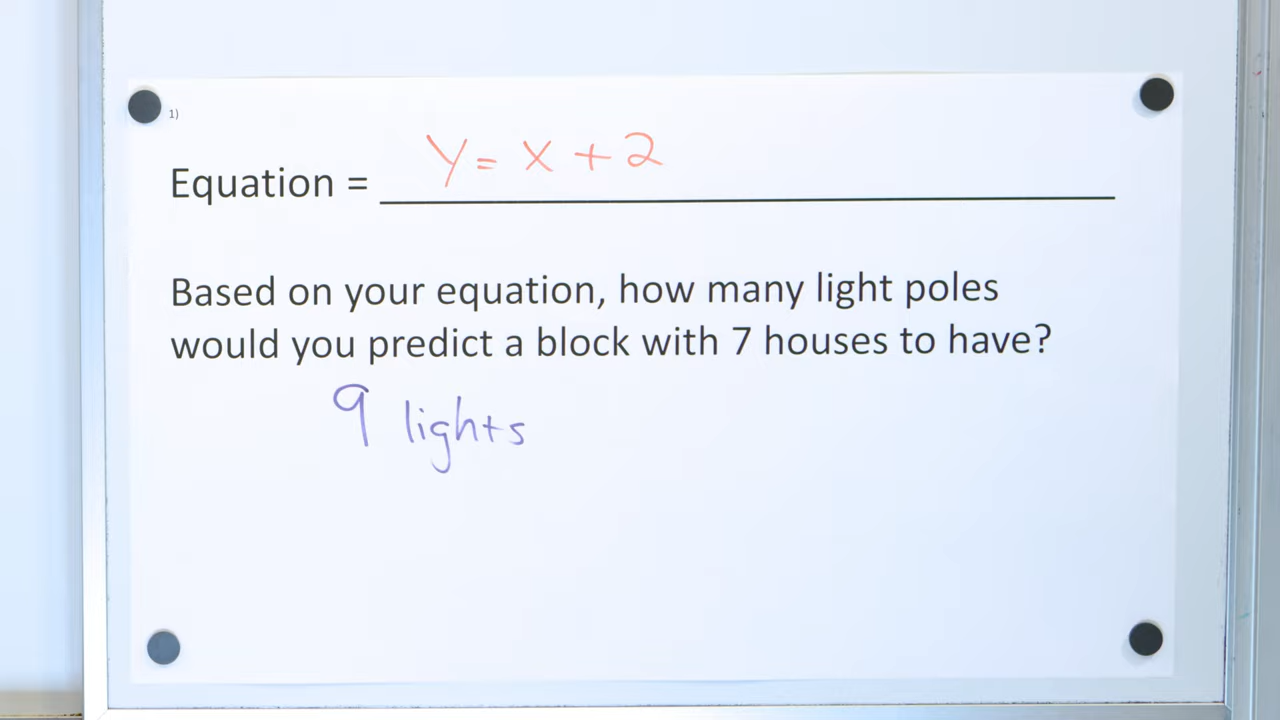 1)
Equation = y = x + 2
Based on your equation, how many light poles
would you predict a block with 7 houses to have?
9 lights